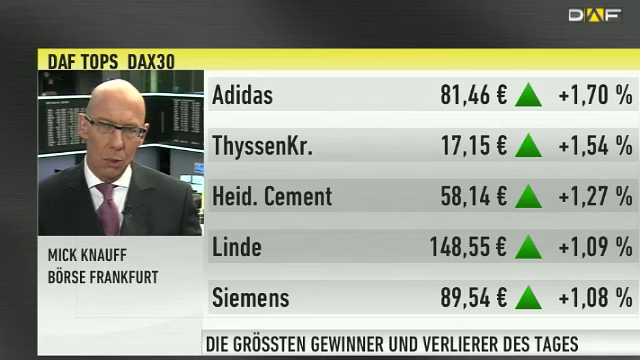 DAF
DAF TOPS DAX30
Adidas 81,46 € +1,70 %
ThyssenKr. 17,15 € +1,54 %
Heid. Cement 58,14 € +1,27 %
Linde 148,55 € +1,09 %
Siemens 89,54 € +1,08 %
MICK KNAUFF
BÖRSE FRANKFURT
DIE GRÖSSTEN GEWINNER UND VERLIERER DES TAGES